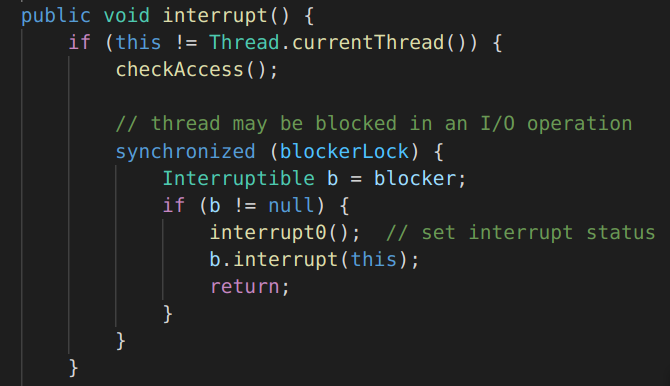 public void interrupt() {
    if (this != Thread.currentThread()) {
        checkAccess();

        // thread may be blocked in an I/O operation
        synchronized (blockerLock) {
            Interruptible b = blocker;
            if (b != null) {
                interrupt0();  // set interrupt status
                b.interrupt(this);
                return;
            }
        }
    }